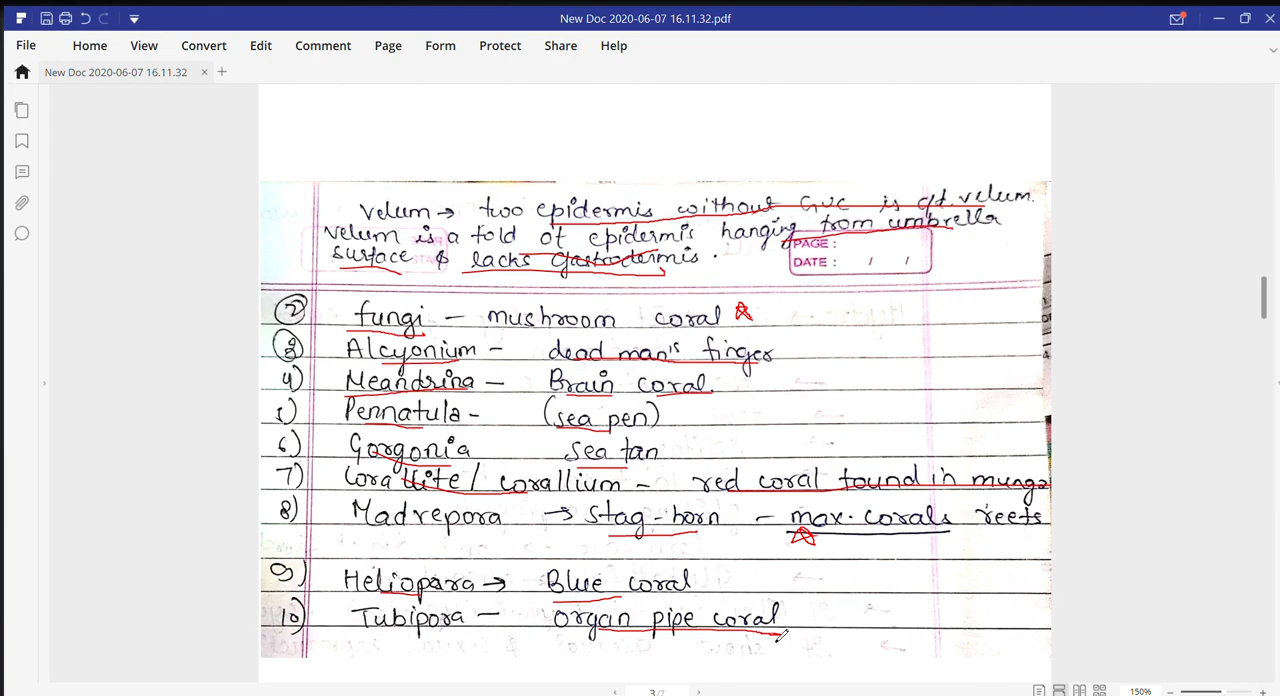 New Doc 2020-06-07 16.11.32.pdf
File Home View Convert Edit Comment Page Form Protect Share Help
New Doc 2020-06-07 16.11.32 × +
velum → two epidermis without GVC is c/d velum.
velum is a fold of epidermis hanging from umbrella
surface & lacks gastrodermis.
PAGE :
DATE : / /
2) fungi – mushroom coral
3) Alcyonium – dead man's finger
4) Meandrina – Brain coral.
5) Pennatula – (sea pen)
6) Gorgonia sea fan
7) Corallite / corallium – red coral found in munga
8) Madrepora → stag-horn – max. corals reefs
9) Heliopara → Blue coral
10) Tubipora – organ pipe coral
3/7
150%